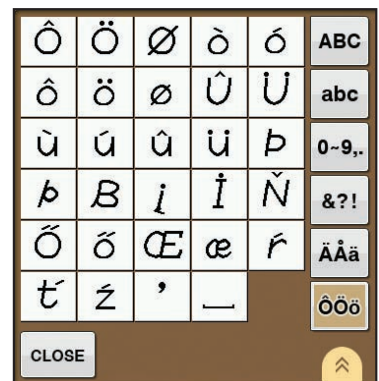 Ô Ö Ø ò ó ABC
ô ö ø Û Ü abc
ù ú û ü Þ 0~9,.
þ ß į İ Ň &?!
Ő ő Œ œ ŕ ÄÅä
ť ź ’ ⎵ ÔÖö
CLOSE